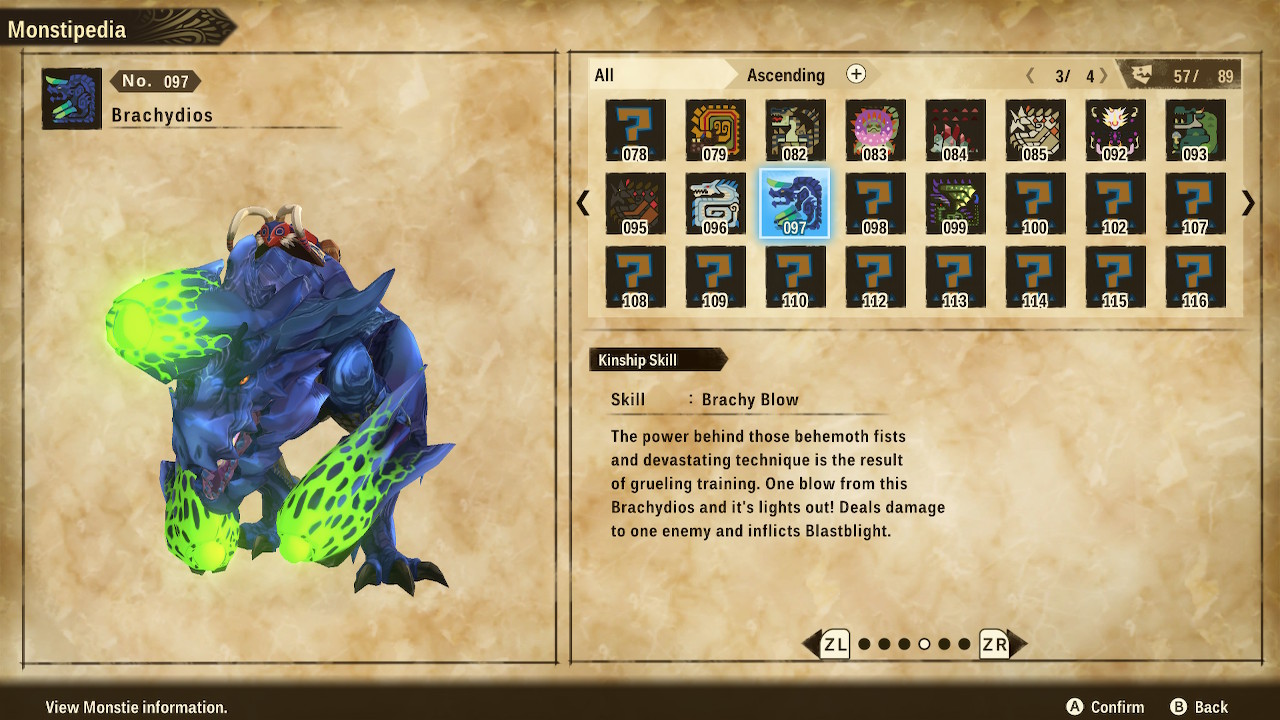 Monstipedia
No. 097
Brachydios
All
Ascending
3/ 4
57/ 89
078 079 082 083 084 085 092 093
095 096 097 098 099 100 102 107
108 109 110 112 113 114 115 116
Kinship Skill
Skill : Brachy Blow
The power behind those behemoth fists
and devastating technique is the result
of grueling training. One blow from this
Brachydios and it's lights out! Deals damage
to one enemy and inflicts Blastblight.
ZL ZR
View Monstie information.
A Confirm B Back